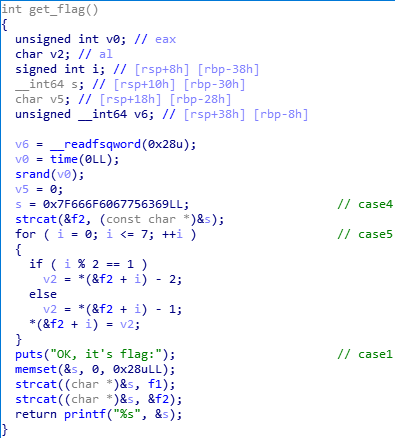 int get_flag()
{
  unsigned int v0; // eax
  char v2; // al
  signed int i; // [rsp+8h] [rbp-38h]
  __int64 s; // [rsp+10h] [rbp-30h]
  char v5; // [rsp+18h] [rbp-28h]
  unsigned __int64 v6; // [rsp+38h] [rbp-8h]

  v6 = __readfsqword(0x28u);
  v0 = time(0LL);
  srand(v0);
  v5 = 0;
  s = 0x7F666F6067756369LL; // case4
  strcat(&f2, (const char *)&s);
  for ( i = 0; i <= 7; ++i ) // case5
  {
    if ( i % 2 == 1 )
      v2 = *(&f2 + i) - 2;
    else
      v2 = *(&f2 + i) - 1;
    *(&f2 + i) = v2;
  }
  puts("OK, it's flag:"); // case1
  memset(&s, 0, 0x28uLL);
  strcat((char *)&s, f1);
  strcat((char *)&s, &f2);
  return printf("%s", &s);
}